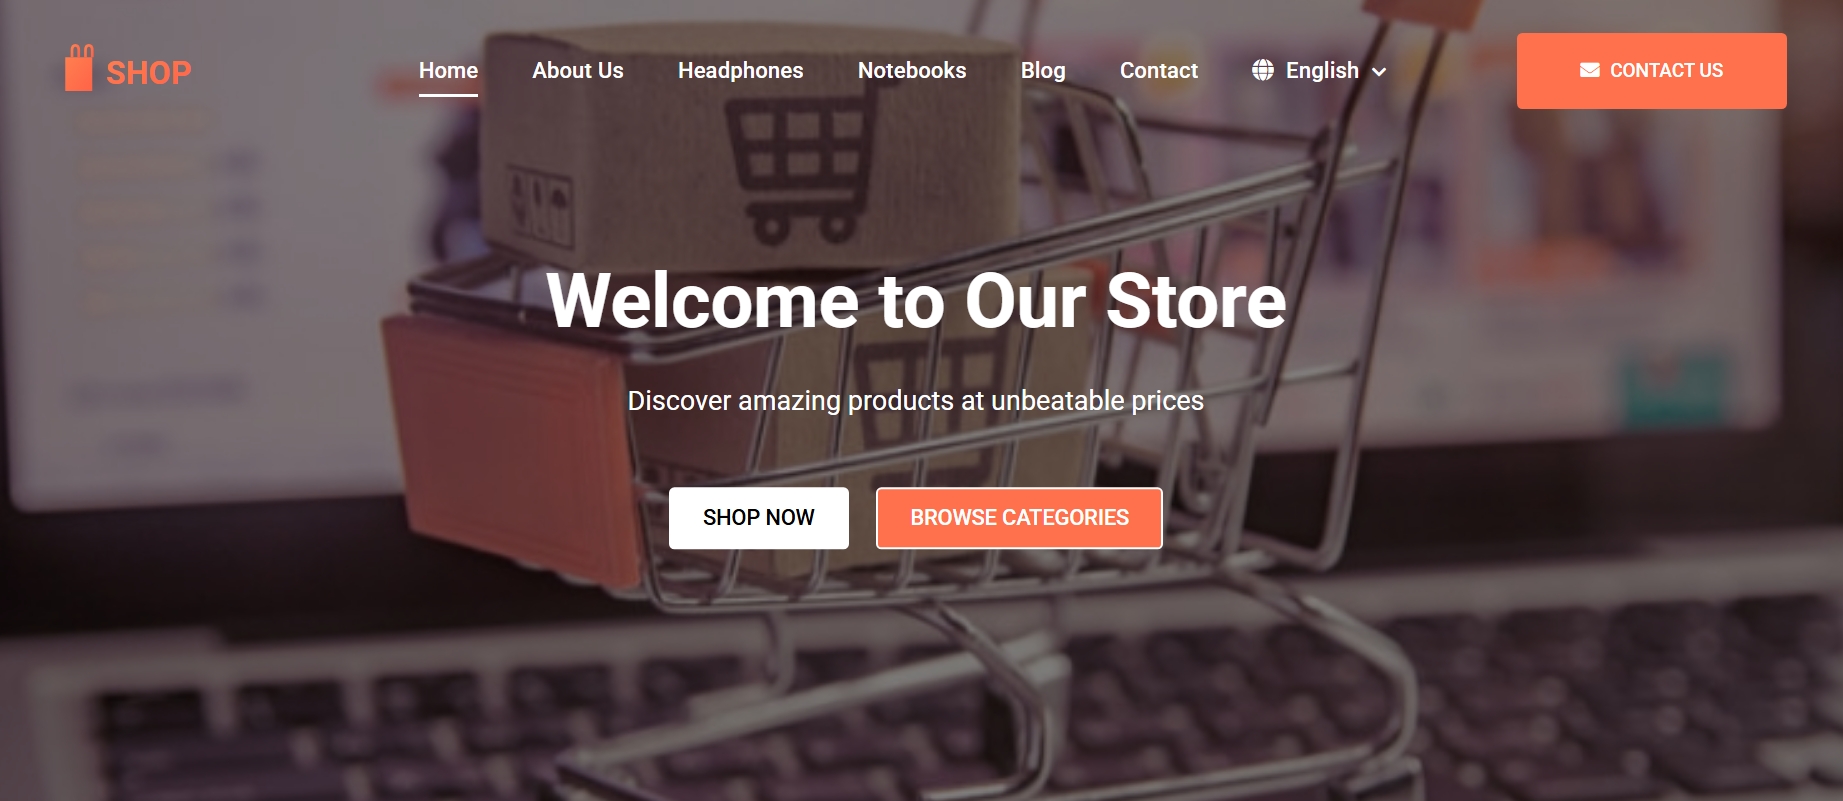 SHOP
Home About Us Headphones Notebooks Blog Contact English
CONTACT US
Welcome to Our Store
Discover amazing products at unbeatable prices
SHOP NOW BROWSE CATEGORIES